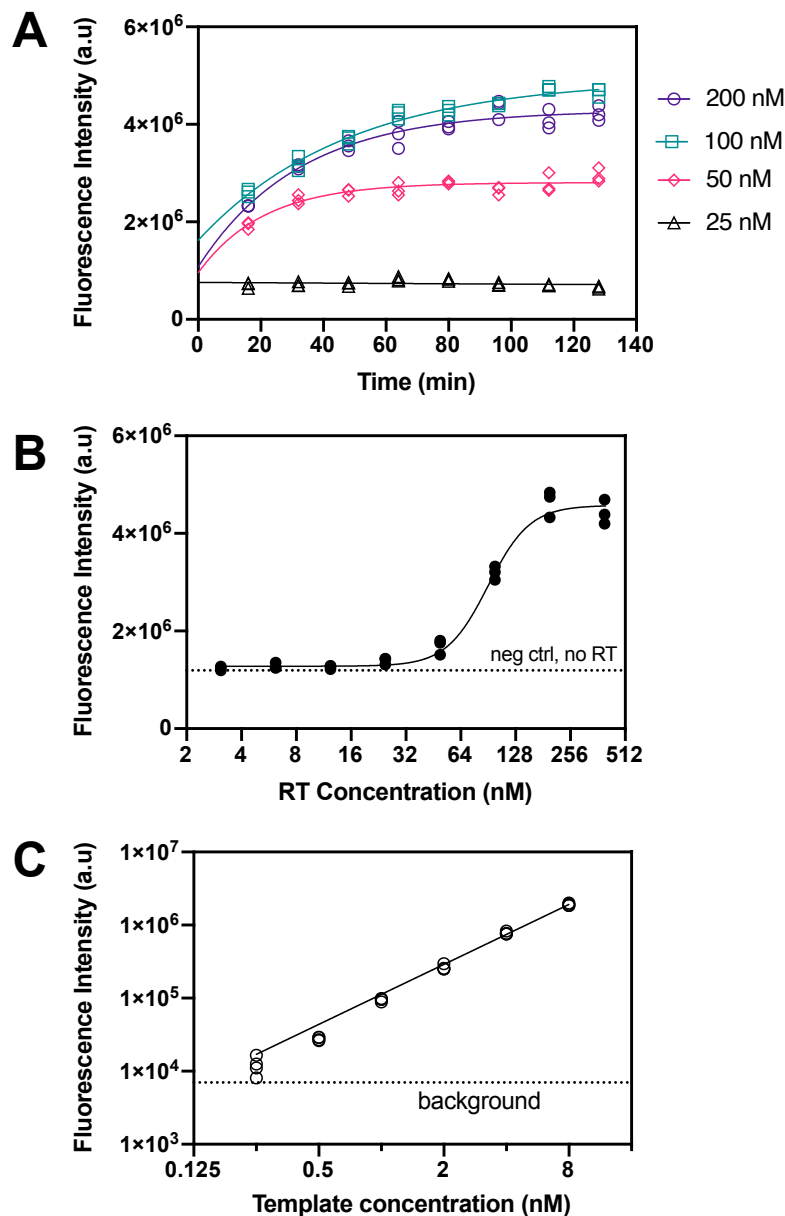 A
Fluorescence Intensity (a.u)
6×10⁶
4×10⁶
2×10⁶
0
0 20 40 60 80 100 120 140
Time (min)
200 nM
100 nM
50 nM
25 nM
B
Fluorescence Intensity (a.u)
6×10⁶
4×10⁶
2×10⁶
0
neg ctrl, no RT
2 4 8 16 32 64 128 256 512
RT Concentration (nM)
C
Fluorescence Intensity (a.u)
1×10⁷
1×10⁶
1×10⁵
1×10⁴
1×10³
background
0.125 0.5 2 8
Template concentration (nM)